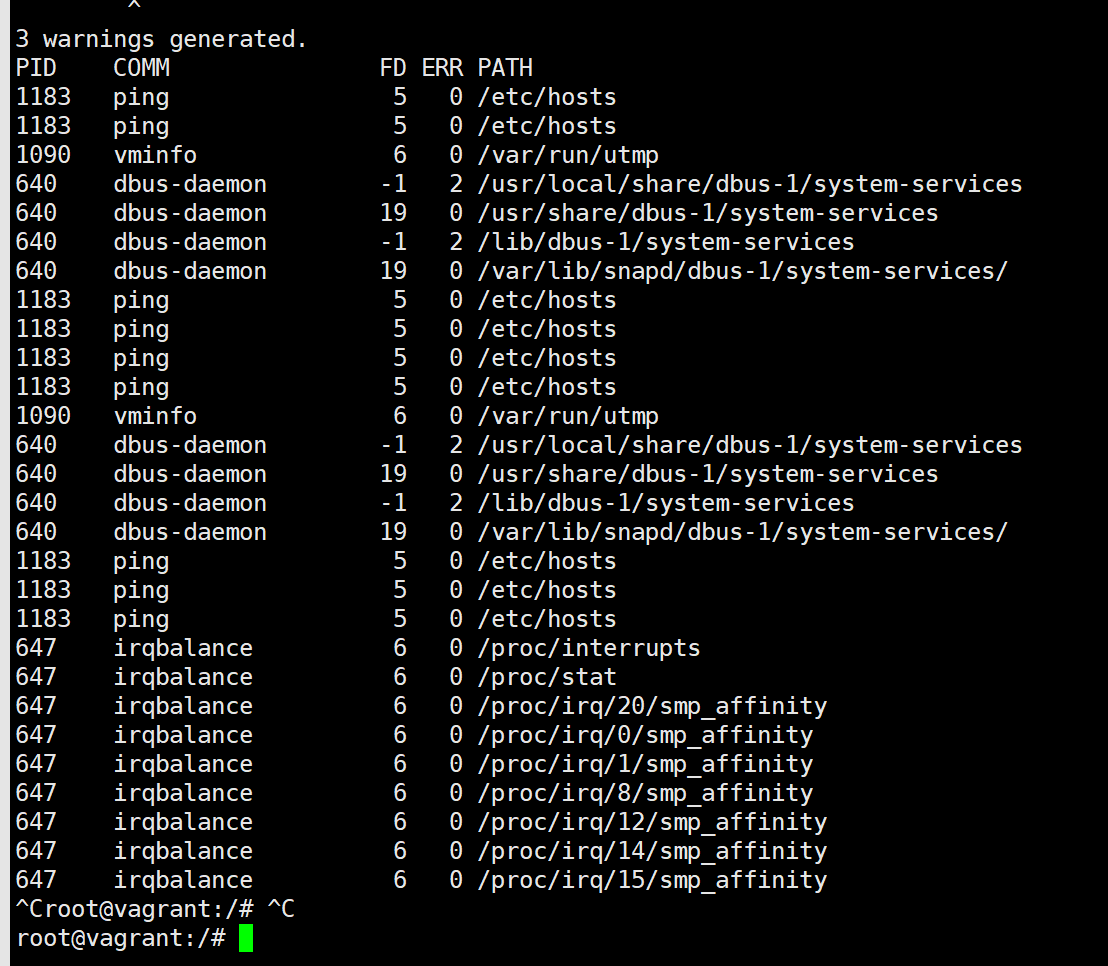 ^
3 warnings generated.
PID    COMM               FD ERR PATH
1183   ping                5   0 /etc/hosts
1183   ping                5   0 /etc/hosts
1090   vminfo              6   0 /var/run/utmp
640    dbus-daemon        -1   2 /usr/local/share/dbus-1/system-services
640    dbus-daemon        19   0 /usr/share/dbus-1/system-services
640    dbus-daemon        -1   2 /lib/dbus-1/system-services
640    dbus-daemon        19   0 /var/lib/snapd/dbus-1/system-services/
1183   ping                5   0 /etc/hosts
1183   ping                5   0 /etc/hosts
1183   ping                5   0 /etc/hosts
1183   ping                5   0 /etc/hosts
1090   vminfo              6   0 /var/run/utmp
640    dbus-daemon        -1   2 /usr/local/share/dbus-1/system-services
640    dbus-daemon        19   0 /usr/share/dbus-1/system-services
640    dbus-daemon        -1   2 /lib/dbus-1/system-services
640    dbus-daemon        19   0 /var/lib/snapd/dbus-1/system-services/
1183   ping                5   0 /etc/hosts
1183   ping                5   0 /etc/hosts
1183   ping                5   0 /etc/hosts
647    irqbalance          6   0 /proc/interrupts
647    irqbalance          6   0 /proc/stat
647    irqbalance          6   0 /proc/irq/20/smp_affinity
647    irqbalance          6   0 /proc/irq/0/smp_affinity
647    irqbalance          6   0 /proc/irq/1/smp_affinity
647    irqbalance          6   0 /proc/irq/8/smp_affinity
647    irqbalance          6   0 /proc/irq/12/smp_affinity
647    irqbalance          6   0 /proc/irq/14/smp_affinity
647    irqbalance          6   0 /proc/irq/15/smp_affinity
^Croot@vagrant:/# ^C
root@vagrant:/#